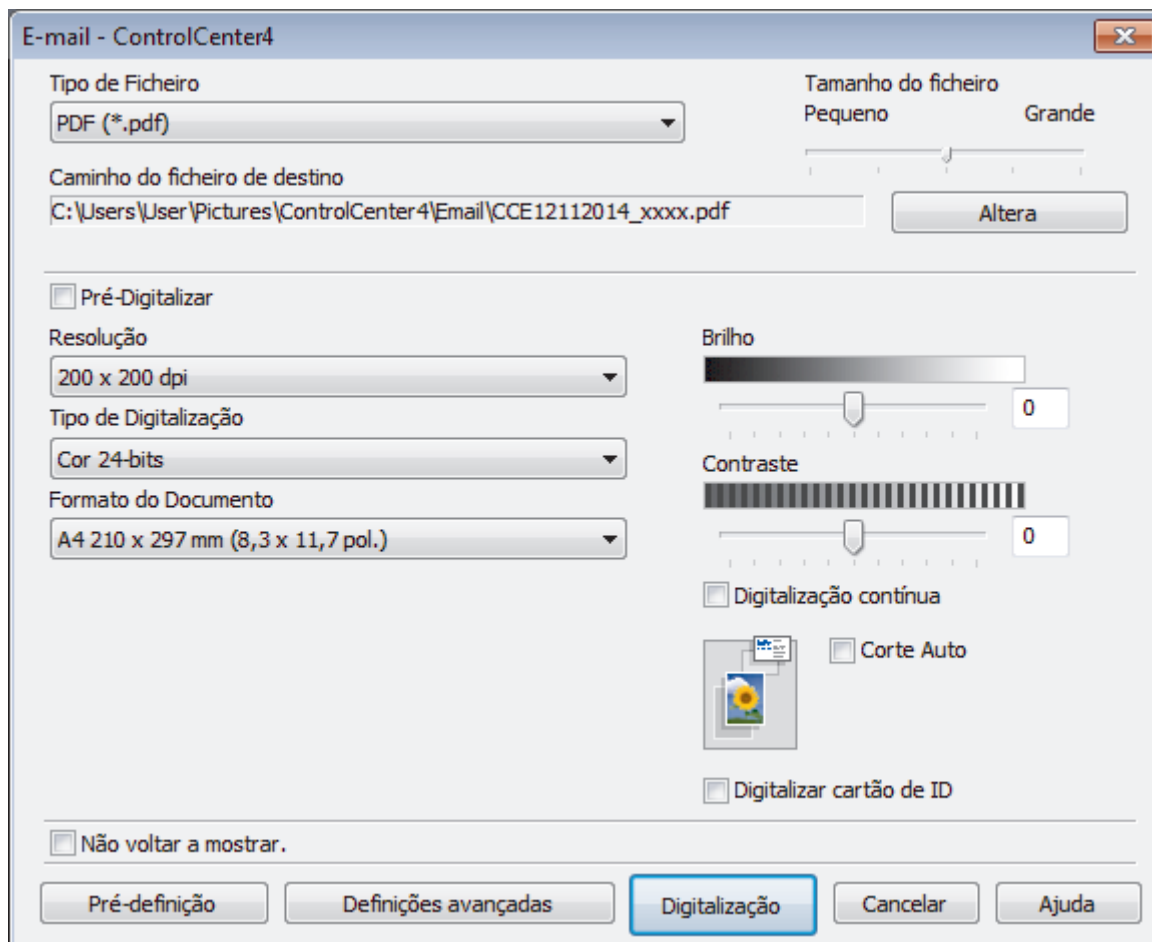 E-mail - ControlCenter4
Tipo de Ficheiro
PDF (*.pdf)
Tamanho do ficheiro
Pequeno Grande
Caminho do ficheiro de destino
C:\Users\User\Pictures\ControlCenter4\Email\CCE12112014_xxxx.pdf
Altera
Pré-Digitalizar
Resolução
200 x 200 dpi
Tipo de Digitalização
Cor 24-bits
Formato do Documento
A4 210 x 297 mm (8,3 x 11,7 pol.)
Brilho
0
Contraste
0
Digitalização contínua
Corte Auto
Digitalizar cartão de ID
Não voltar a mostrar.
Pré-definição Definições avançadas Digitalização Cancelar Ajuda